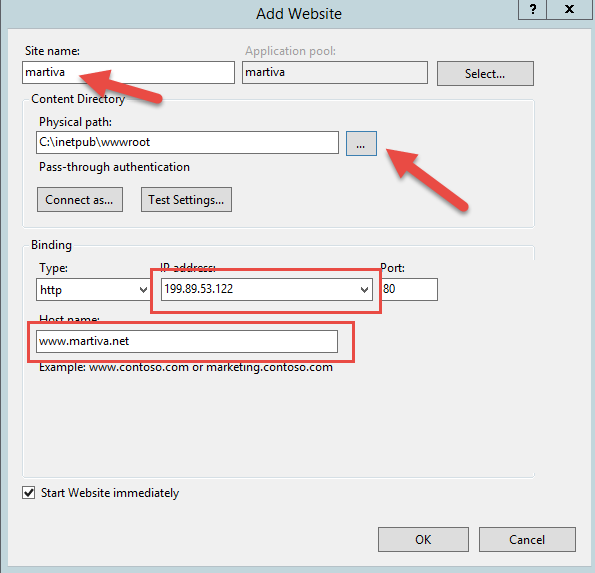 Add Website
?
x
Site name:
Application pool:
martiva
martiva
Select...
Content Directory
Physical path:
C:\inetpub\wwwroot
...
Pass-through authentication
Connect as...
Test Settings...
Binding
Type:
IP address:
Port:
http
199.89.53.122
80
Host name:
www.martiva.net
Example: www.contoso.com or marketing.contoso.com
Start Website immediately
OK
Cancel